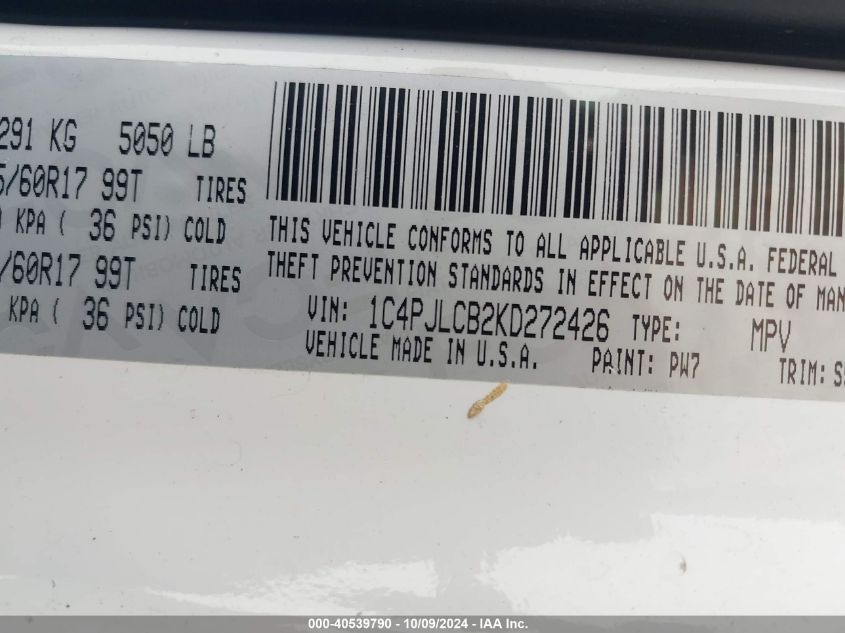 291 KG 5050 LB
/60R17 99T TIRES
KPA ( 36 PSI) COLD
/60R17 99T TIRES
KPA ( 36 PSI) COLD
THIS VEHICLE CONFORMS TO ALL APPLICABLE U.S.A. FEDERAL
THEFT PREVENTION STANDARDS IN EFFECT ON THE DATE OF MAN
VIN: 1C4PJLCB2KD272426 TYPE: MPV
VEHICLE MADE IN U.S.A. PAINT: PW7 TRIM:
000-40539790 - 10/09/2024 - IAA Inc.